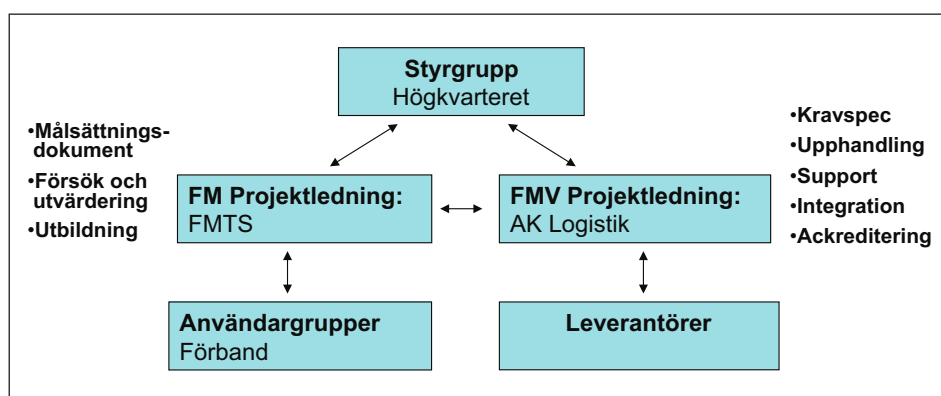 Styrgrupp
Högkvarteret
•Målsättnings-
dokument
•Försök och
utvärdering
•Utbildning
•Kravspec
•Upphandling
•Support
•Integration
•Ackreditering
FM Projektledning:
FMTS
FMV Projektledning:
AK Logistik
Användargrupper
Förband
Leverantörer